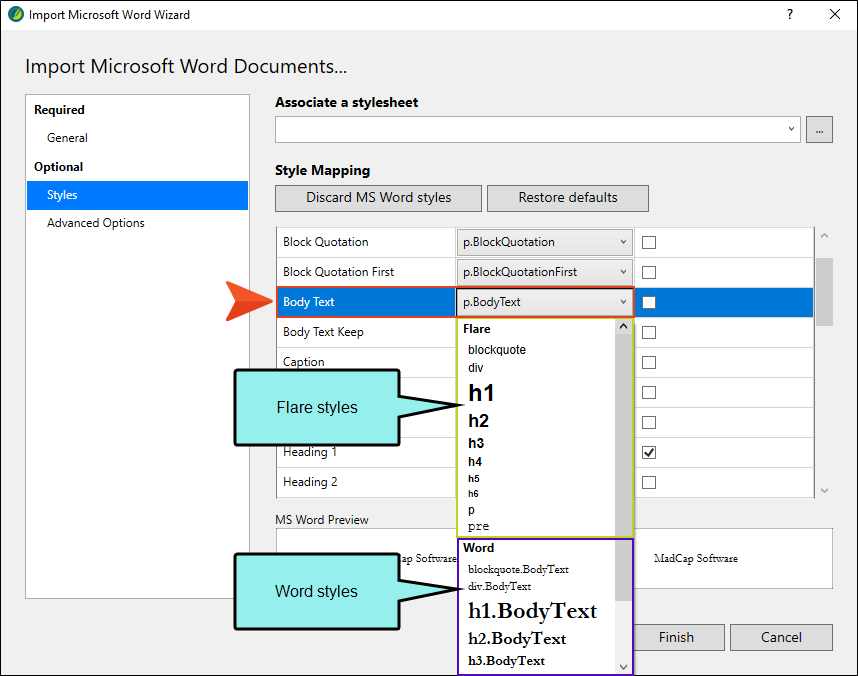 Import Microsoft Word Wizard
?
Import Microsoft Word Documents...
Required
General
Optional
Styles
Advanced Options
Associate a stylesheet
...
Style Mapping
Discard MS Word styles
Restore defaults
Block Quotation
p.BlockQuotation
Block Quotation First
p.BlockQuotationFirst
Body Text
p.BodyText
Body Text Keep
Caption
Heading 1
Heading 2
Flare
blockquote
div
h1
h2
h3
h4
h5
h6
p
pre
Flare styles
MS Word Preview
Software
MadCap Software
Word
blockquote.BodyText
div.BodyText
h1.BodyText
h2.BodyText
h3.BodyText
Word styles
Finish
Cancel